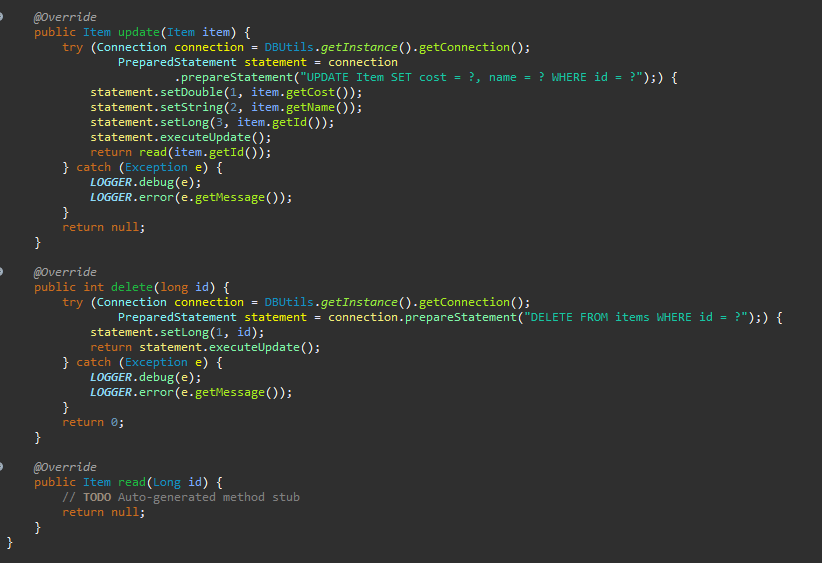 @Override
public Item update(Item item) {
try (Connection connection = DBUtils.getInstance().getConnection();
PreparedStatement statement = connection
.prepareStatement("UPDATE Item SET cost = ?, name = ? WHERE id = ?");) {
statement.setDouble(1, item.getCost());
statement.setString(2, item.getName());
statement.setLong(3, item.getId());
statement.executeUpdate();
return read(item.getId());
} catch (Exception e) {
LOGGER.debug(e);
LOGGER.error(e.getMessage());
}
return null;
}
@Override
public int delete(long id) {
try (Connection connection = DBUtils.getInstance().getConnection();
PreparedStatement statement = connection.prepareStatement("DELETE FROM items WHERE id = ?");) {
statement.setLong(1, id);
return statement.executeUpdate();
} catch (Exception e) {
LOGGER.debug(e);
LOGGER.error(e.getMessage());
}
return 0;
}
@Override
public Item read(Long id) {
// TODO Auto-generated method stub
return null;
}
}